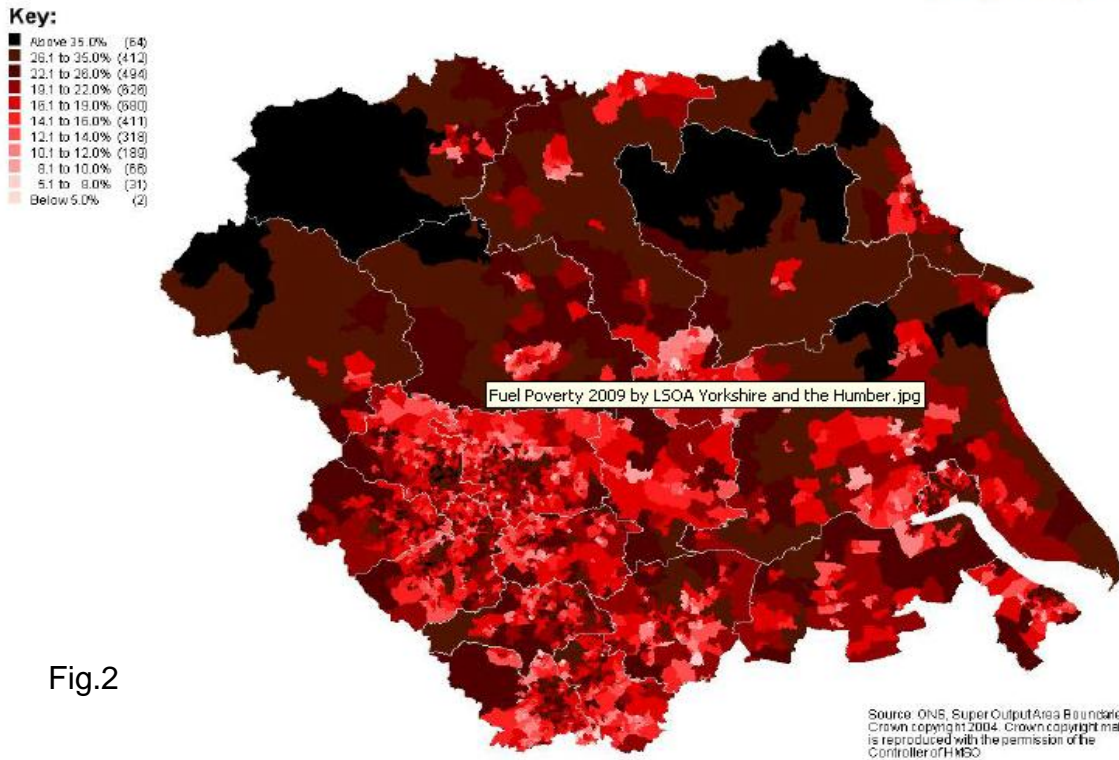 Key:
Above 35.0% (64)
26.1 to 35.0% (412)
22.1 to 26.0% (494)
19.1 to 22.0% (626)
16.1 to 19.0% (680)
14.1 to 16.0% (411)
12.1 to 14.0% (318)
10.1 to 12.0% (189)
8.1 to 10.0% (66)
5.1 to 8.0% (31)
Below 5.0% (2)
Fuel Poverty 2009 by LSOA Yorkshire and the Humber.jpg
Fig.2
Source: ONS, Super Output Area Boundarie
Crown copyright 2004. Crown copyright mat
is reproduced with the permission of the
Controller of HMSO